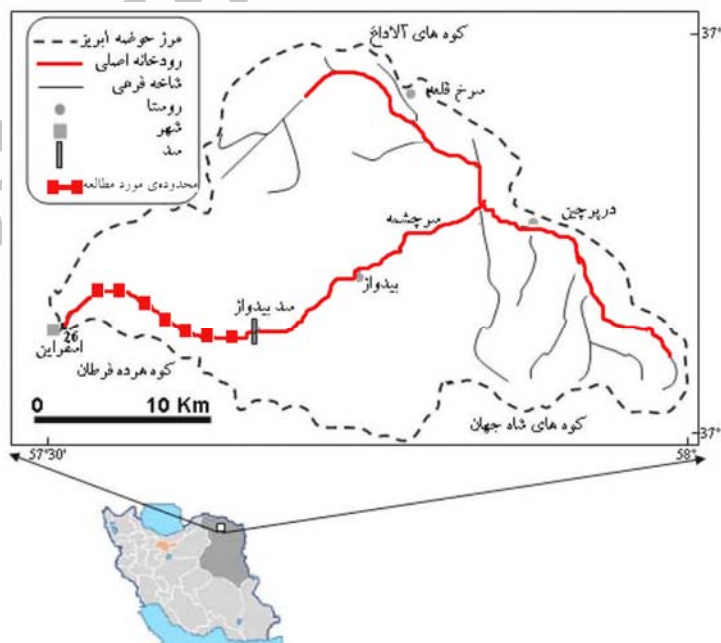 مرز حوضه آبریز
رودخانه اصلی
شاخه فرعی
روستا
شهر
سد
محدوده‌ی مورد مطالعه
کوه های آلاداغ
37°
سرخ قلعه
درپرچین
سرچشمه
بیدواز
سد بیدواز
26
اسفراین
کوه هرده قرطان
0 10 Km
کوه های شاه جهان
37°
57°30'
58°